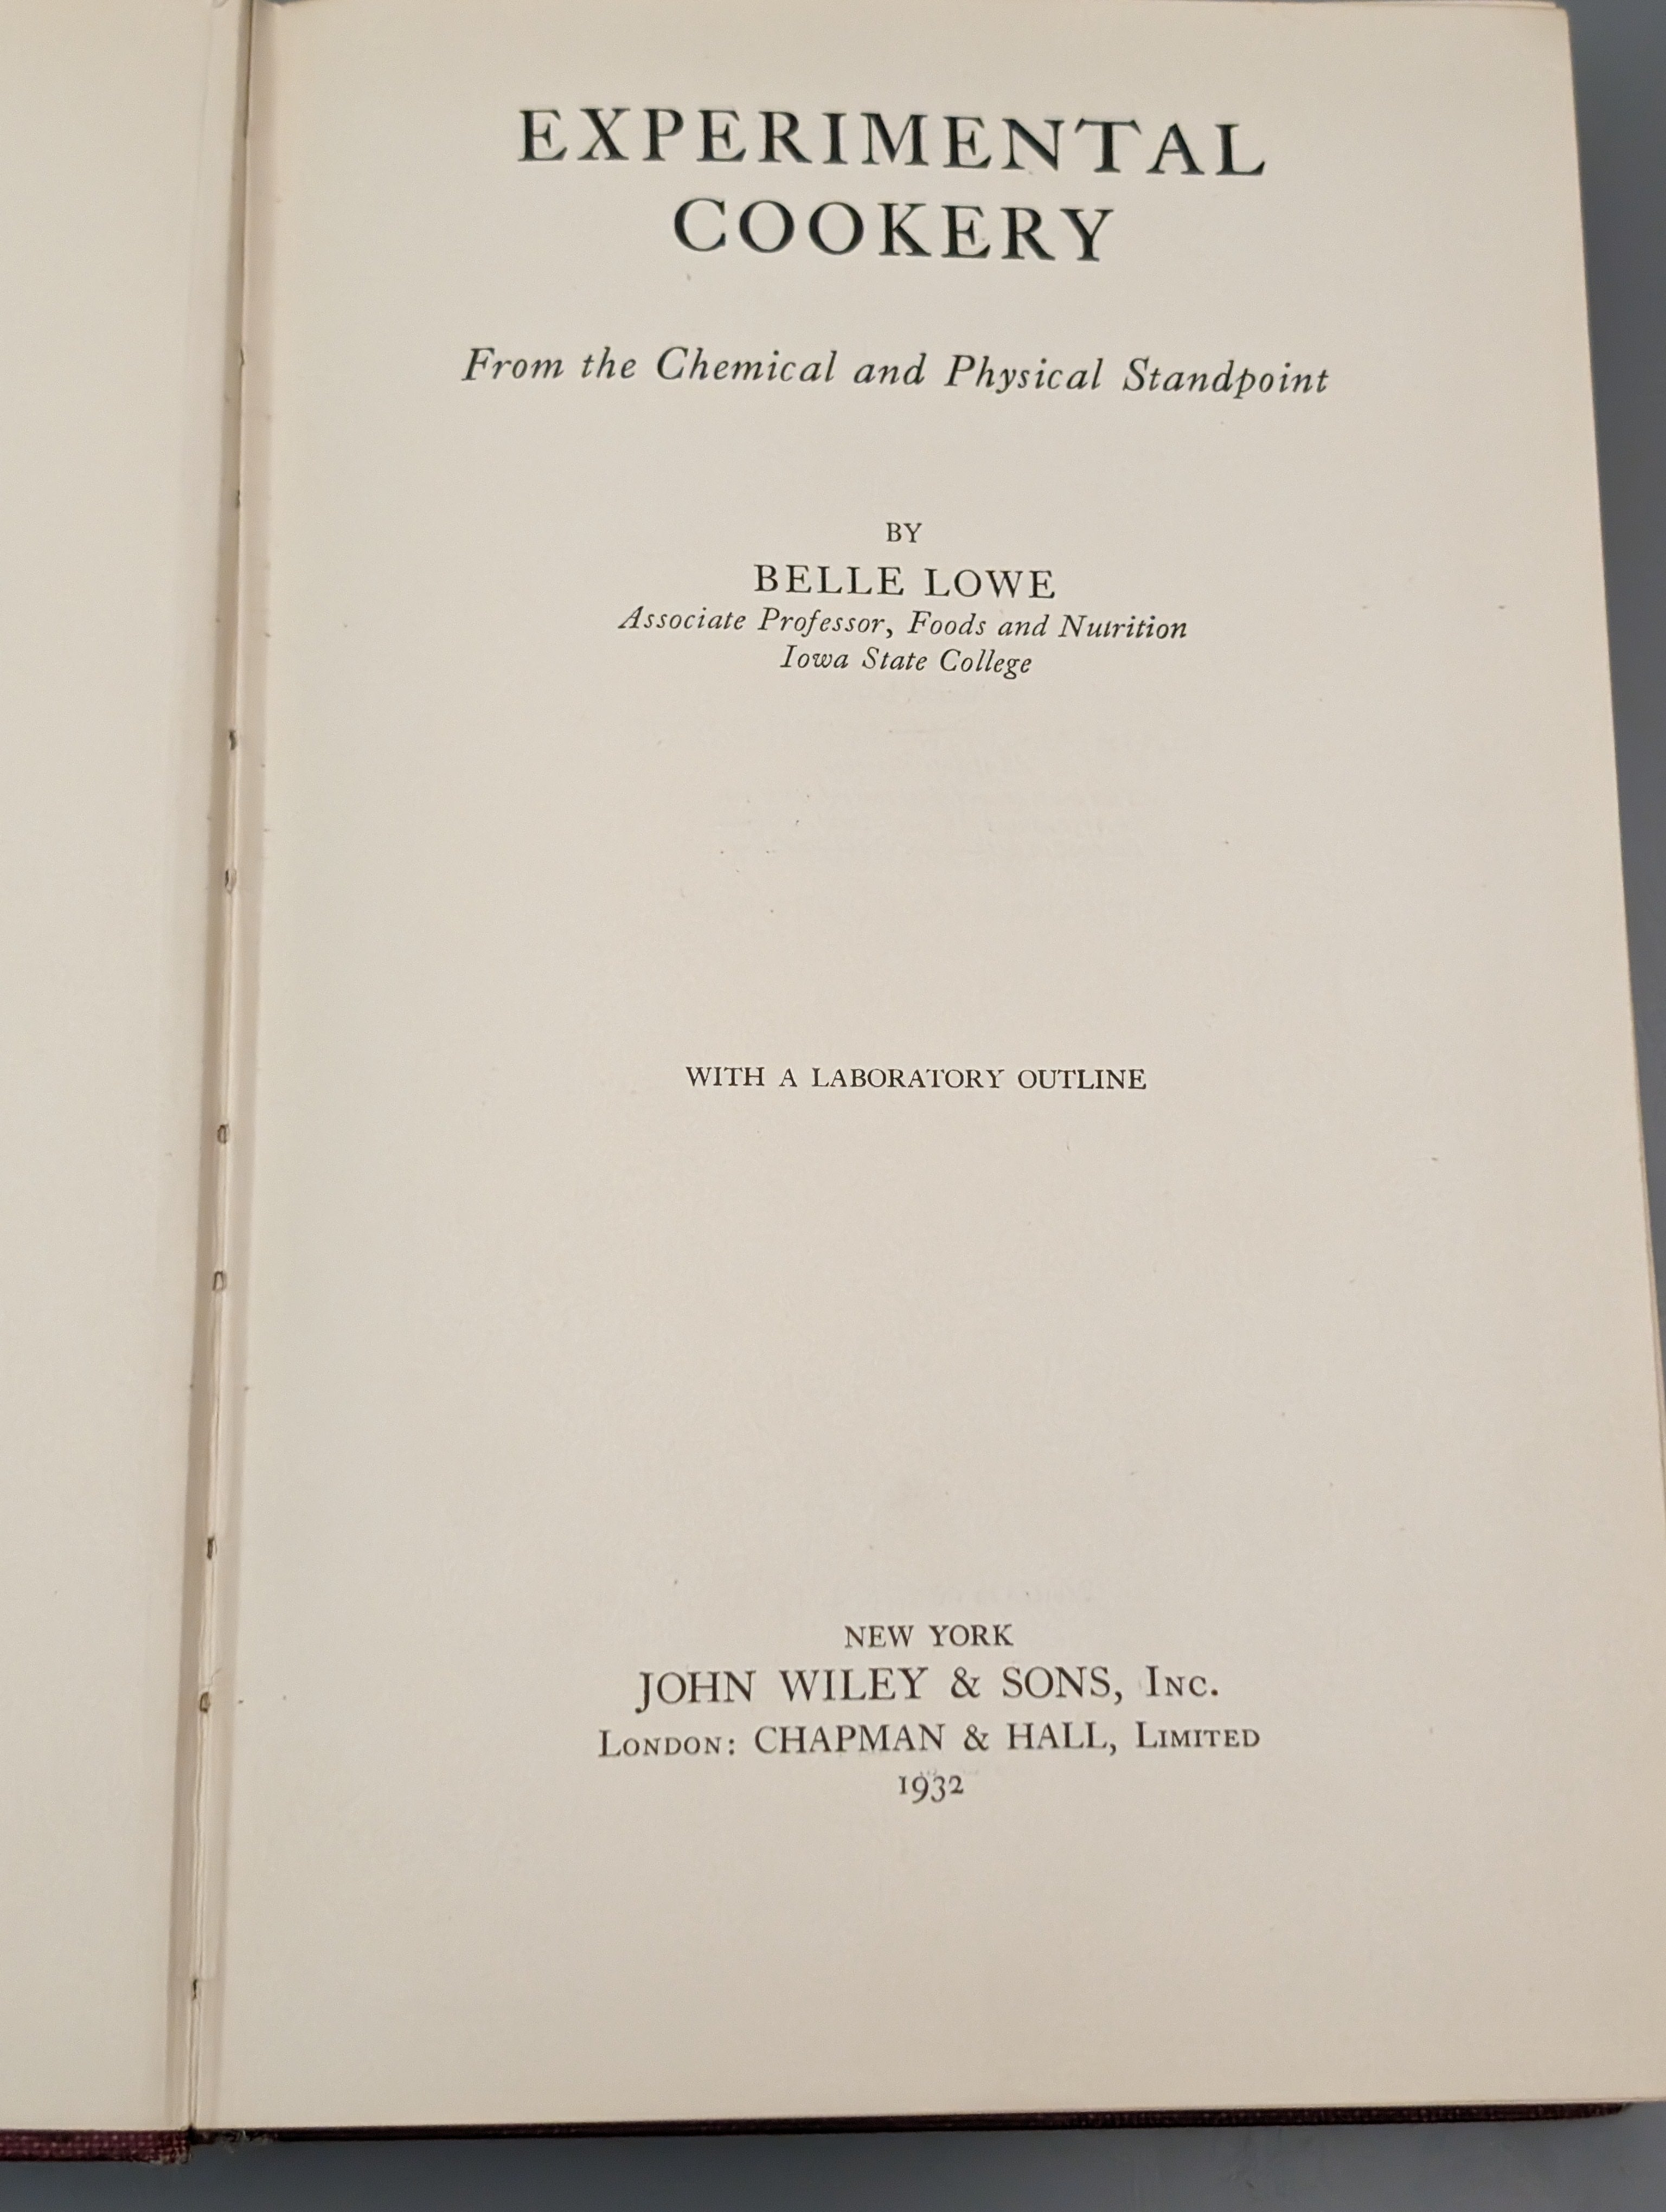 EXPERIMENTAL
COOKERY
From the Chemical and Physical Standpoint
BY
BELLE LOWE
Associate Professor, Foods and Nutrition
Iowa State College
WITH A LABORATORY OUTLINE
NEW YORK
JOHN WILEY & SONS, INC.
LONDON: CHAPMAN & HALL, LIMITED
1932